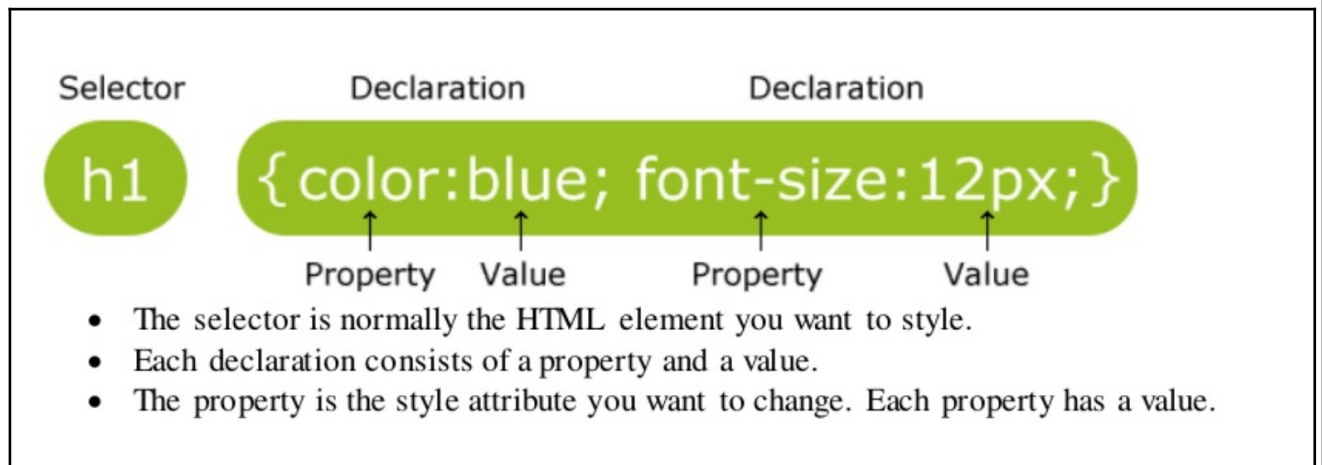 Selector Declaration Declaration
h1 {color:blue; font-size:12px;}
Property Value Property Value
• The selector is normally the HTML element you want to style.
• Each declaration consists of a property and a value.
• The property is the style attribute you want to change. Each property has a value.